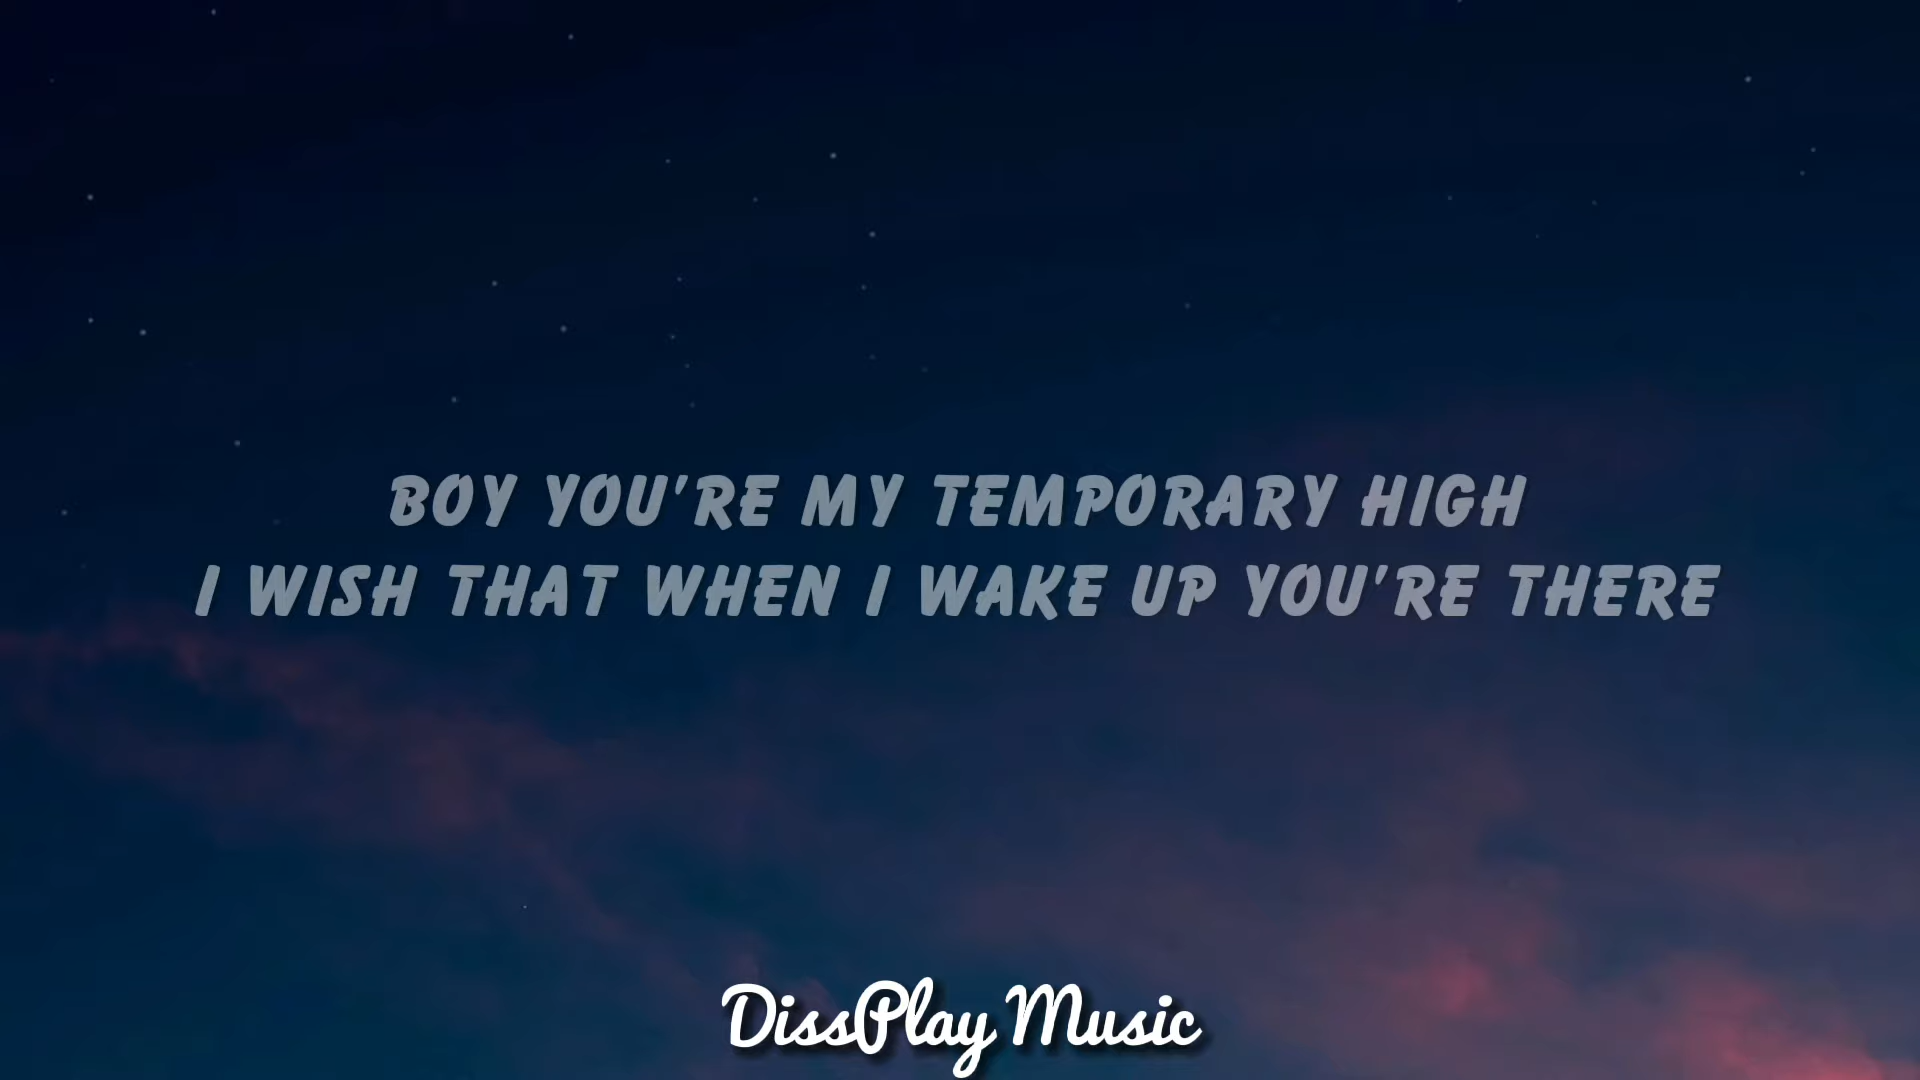 BOY YOU'RE MY TEMPORARY HIGH
I WISH THAT WHEN I WAKE UP YOU'RE THERE
DissPlay Music